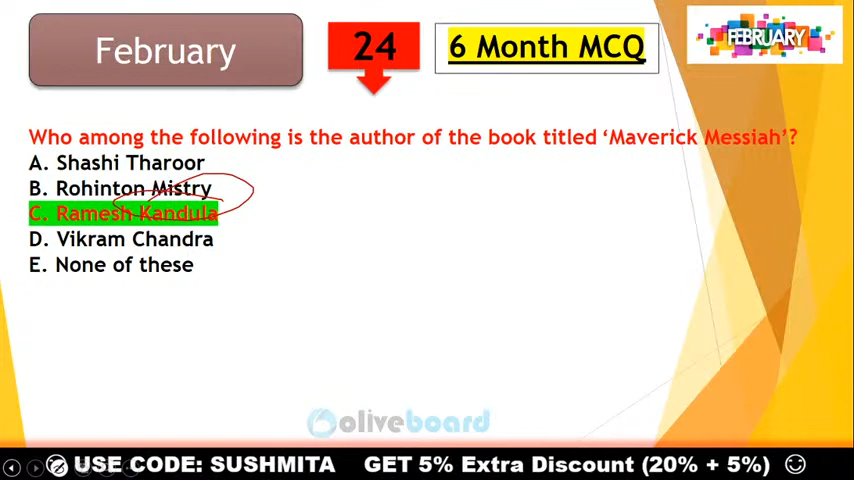 February
24
6 Month MCQ
FEBRUARY
Who among the following is the author of the book titled ‘Maverick Messiah’?
A. Shashi Tharoor
B. Rohinton Mistry
C. Ramesh Kandula
D. Vikram Chandra
E. None of these
oliveboard
USE CODE: SUSHMITA GET 5% Extra Discount (20% + 5%)